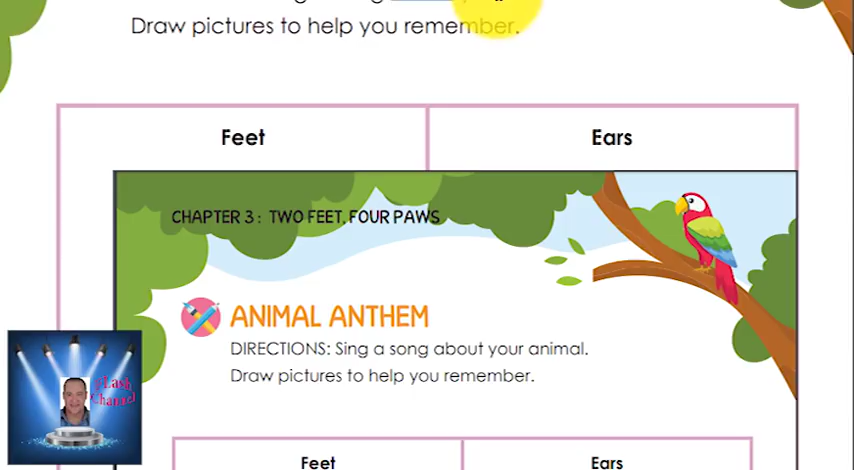 Draw pictures to help you remember.
Feet
Ears
CHAPTER 3 : TWO FEET, FOUR PAWS
ANIMAL ANTHEM
DIRECTIONS: Sing a song about your animal.
Draw pictures to help you remember.
fLash
Channel
Feet
Ears